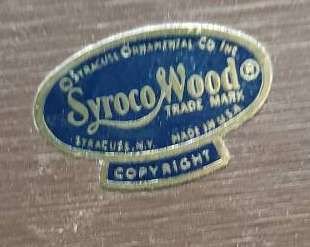 © SYRACUSE ORNAMENTAL CO INC
SyrocoWood ®
TRADE MARK
SYRACUSE, N.Y. MADE IN U.S.A.
COPYRIGHT